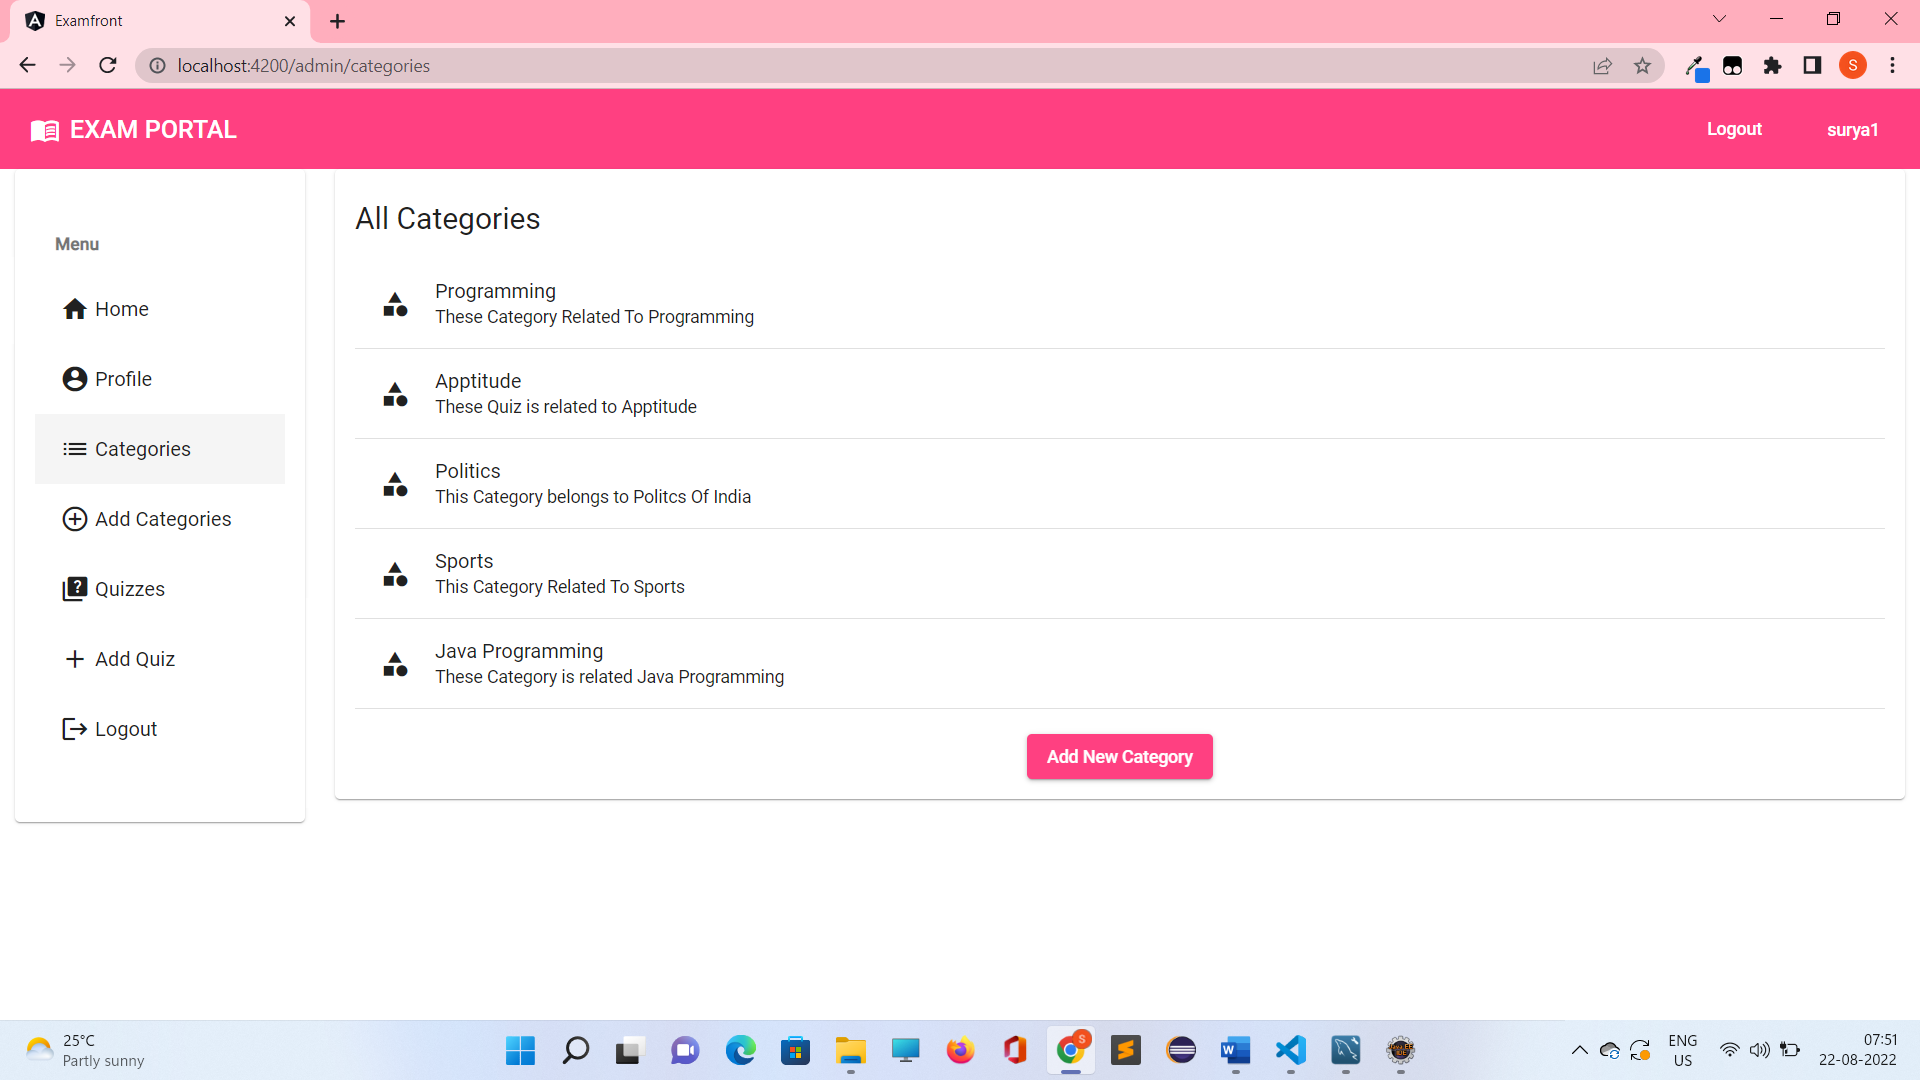 Examfront
localhost:4200/admin/categories
S
EXAM PORTAL
Logout
surya1
Menu
Home
Profile
Categories
Add Categories
Quizzes
Add Quiz
Logout
All Categories
Programming
These Category Related To Programming
Apptitude
These Quiz is related to Apptitude
Politics
This Category belongs to Politcs Of India
Sports
This Category Related To Sports
Java Programming
These Category is related Java Programming
Add New Category
25°C
Partly sunny
S
W
ENG
US
07:51
22-08-2022